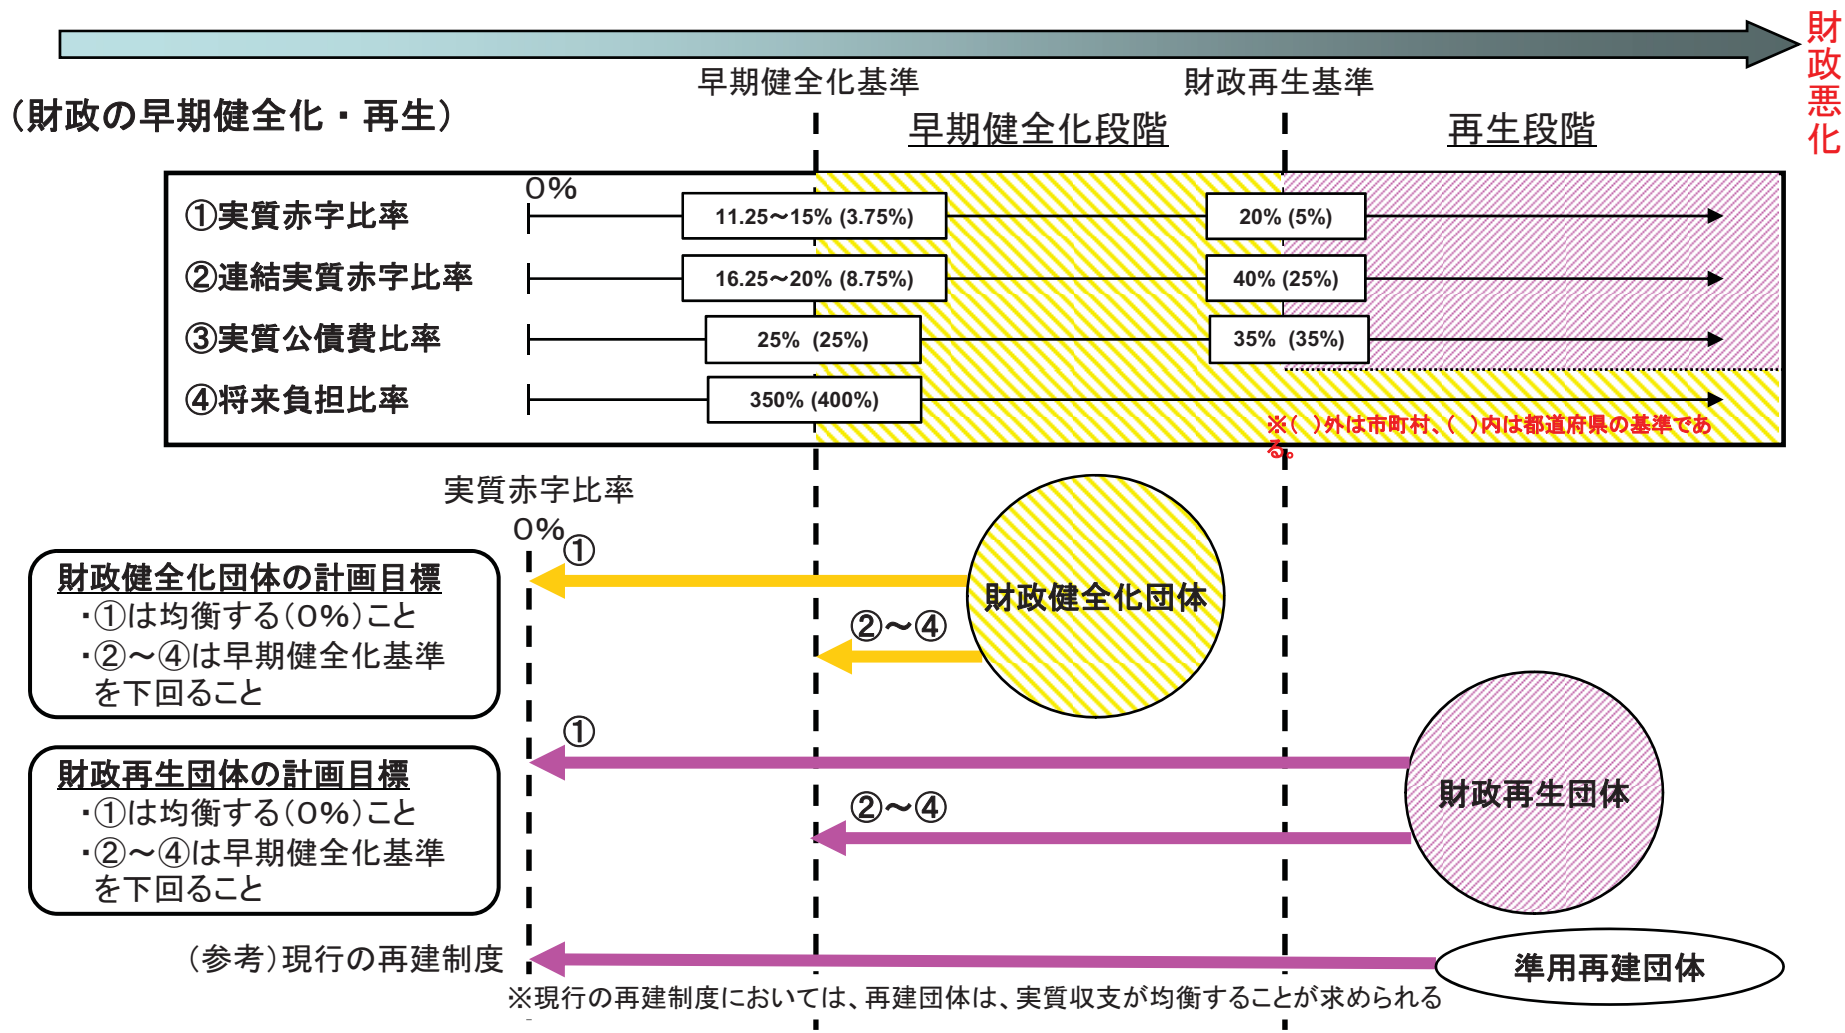 財政悪化
早期健全化基準
財政再生基準
（財政の早期健全化・再生）
早期健全化段階
再生段階
0%
①実質赤字比率
11.25～15% (3.75%)
20% (5%)
②連結実質赤字比率
16.25～20% (8.75%)
40% (25%)
③実質公債費比率
25% (25%)
35% (35%)
④将来負担比率
350% (400%)
※( )外は市町村、( )内は都道府県の基準であ
る。
実質赤字比率
0%
①
財政健全化団体の計画目標
・①は均衡する(0%)こと
・②～④は早期健全化基準
を下回ること
財政健全化団体
②～④
①
財政再生団体の計画目標
・①は均衡する(0%)こと
・②～④は早期健全化基準
を下回ること
②～④
財政再生団体
（参考）現行の再建制度
準用再建団体
※現行の再建制度においては、再建団体は、実質収支が均衡することが求められる